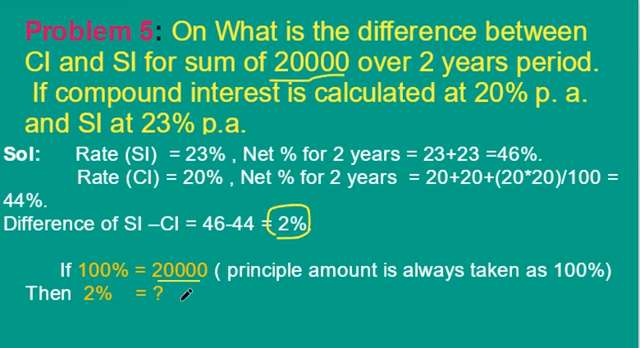 Problem 5: On What is the difference between
CI and SI for sum of 20000 over 2 years period.
If compound interest is calculated at 20% p. a.
and SI at 23% p.a.
Sol: Rate (SI) = 23% , Net % for 2 years = 23+23 =46%.
Rate (CI) = 20% , Net % for 2 years = 20+20+(20*20)/100 =
44%.
Difference of SI –CI = 46-44 = 2%.
If 100% = 20000 ( principle amount is always taken as 100%)
Then 2% = ?